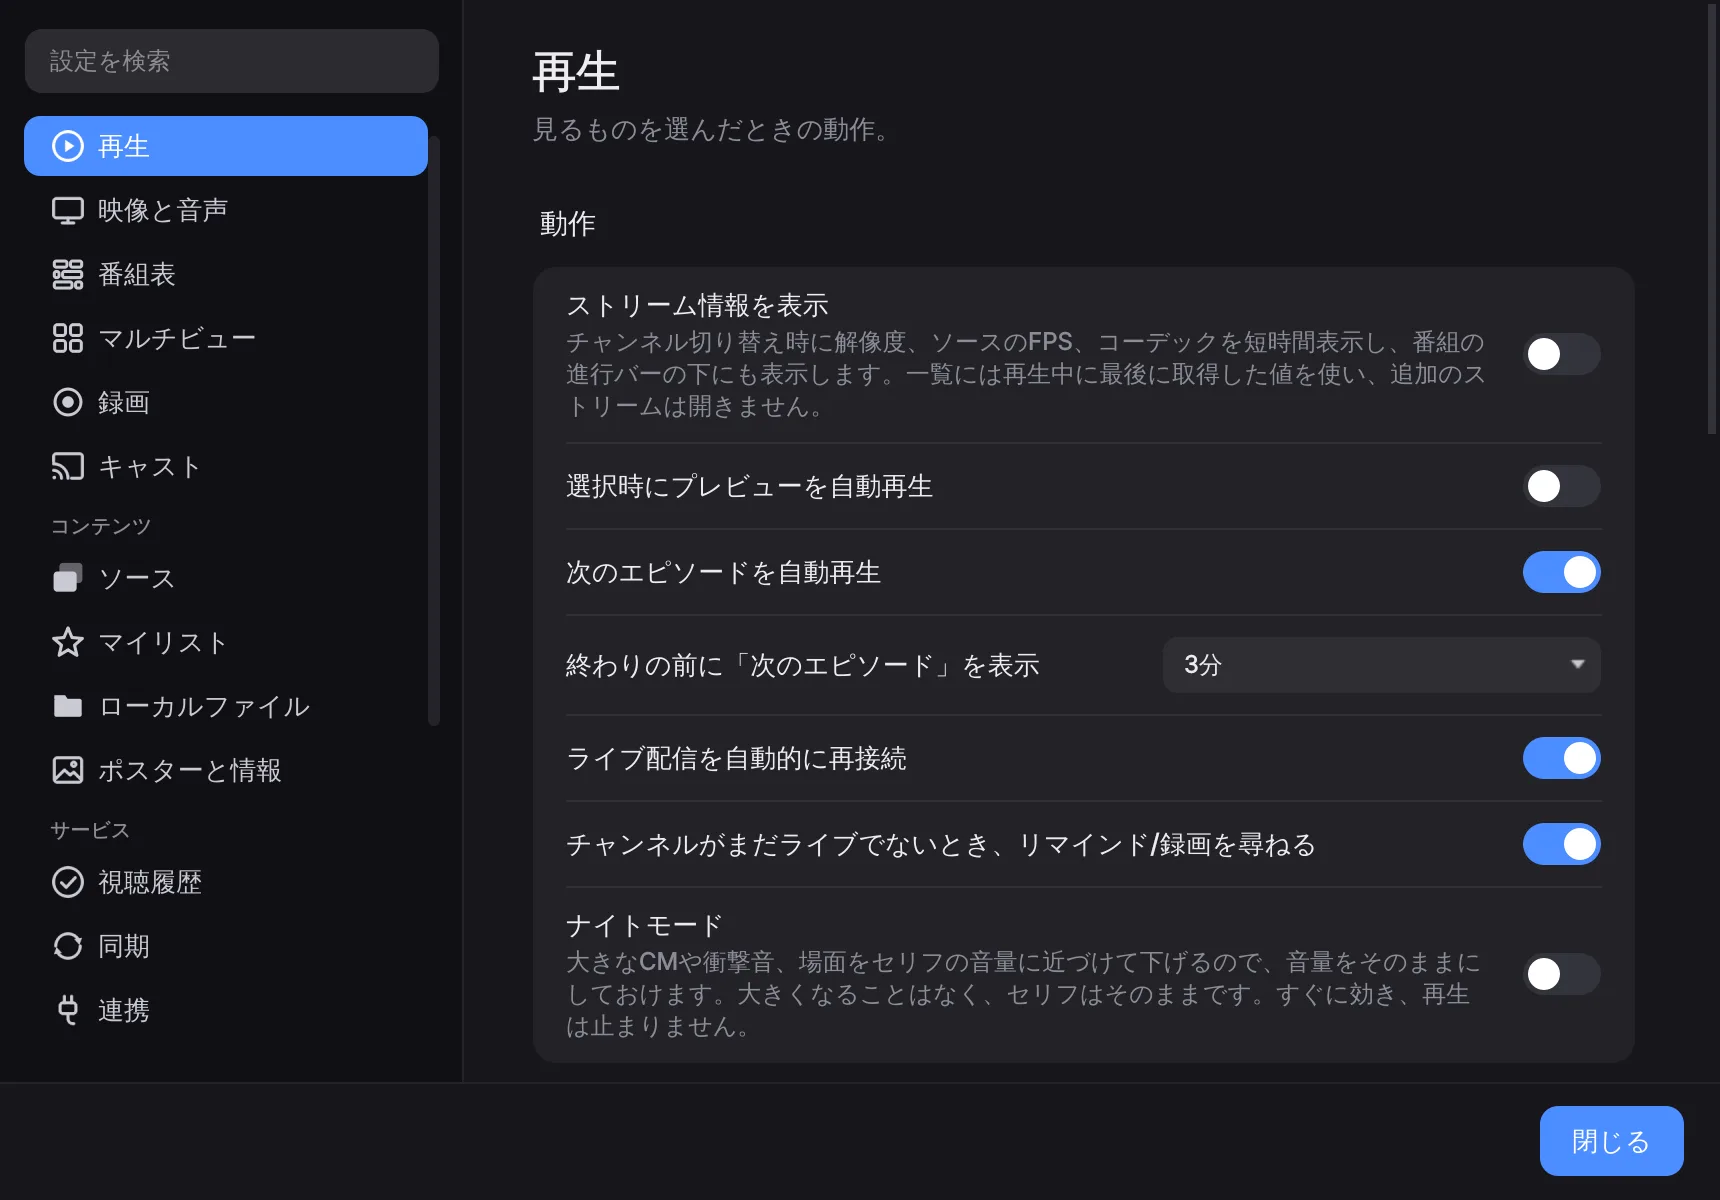 設定を検索
再生
映像と音声
番組表
マルチビュー
録画
キャスト
コンテンツ
ソース
マイリスト
ローカルファイル
ポスターと情報
サービス
視聴履歴
同期
連携
再生
見るものを選んだときの動作。
動作
ストリーム情報を表示
チャンネル切り替え時に解像度、ソースのFPS、コーデックを短時間表示し、番組の
進行バーの下にも表示します。一覧には再生中に最後に取得した値を使い、追加のス
トリームは開きません。
選択時にプレビューを自動再生
次のエピソードを自動再生
終わりの前に「次のエピソード」を表示
3分
ライブ配信を自動的に再接続
チャンネルがまだライブでないとき、リマインド/録画を尋ねる
ナイトモード
大きなCMや衝撃音、場面をセリフの音量に近づけて下げるので、音量をそのままに
しておけます。大きくなることはなく、セリフはそのままです。すぐに効き、再生
は止まりません。
閉じる